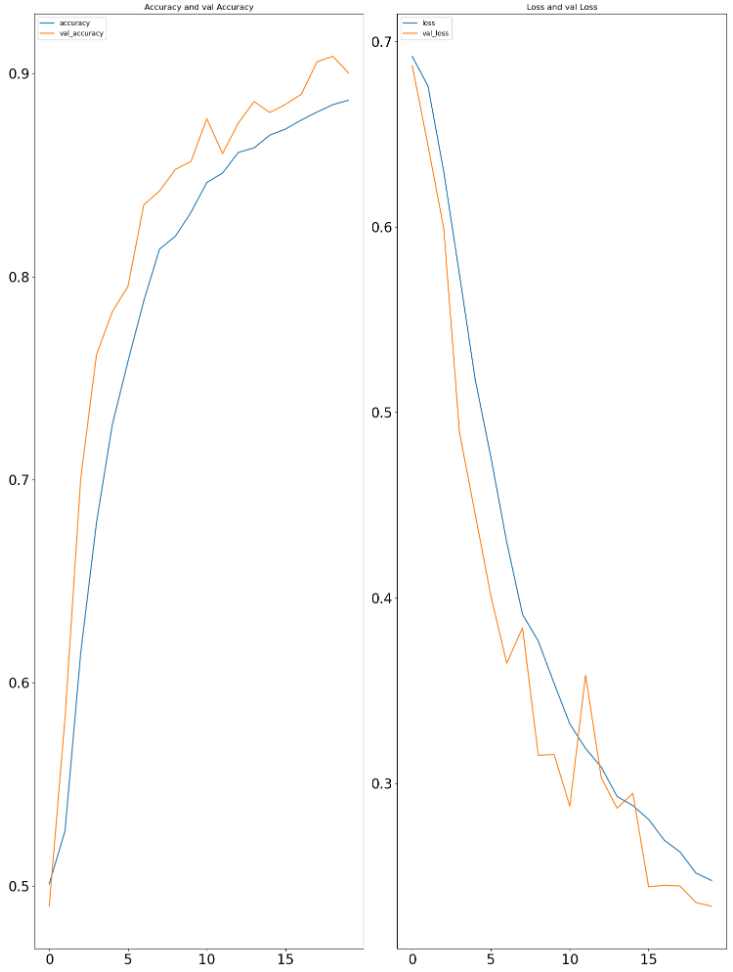 Accuracy and val Accuracy
accuracy
val_accuracy
0.9
0.8
0.7
0.6
0.5
0 5 10 15
Loss and val Loss
loss
val_loss
0.7
0.6
0.5
0.4
0.3
0 5 10 15